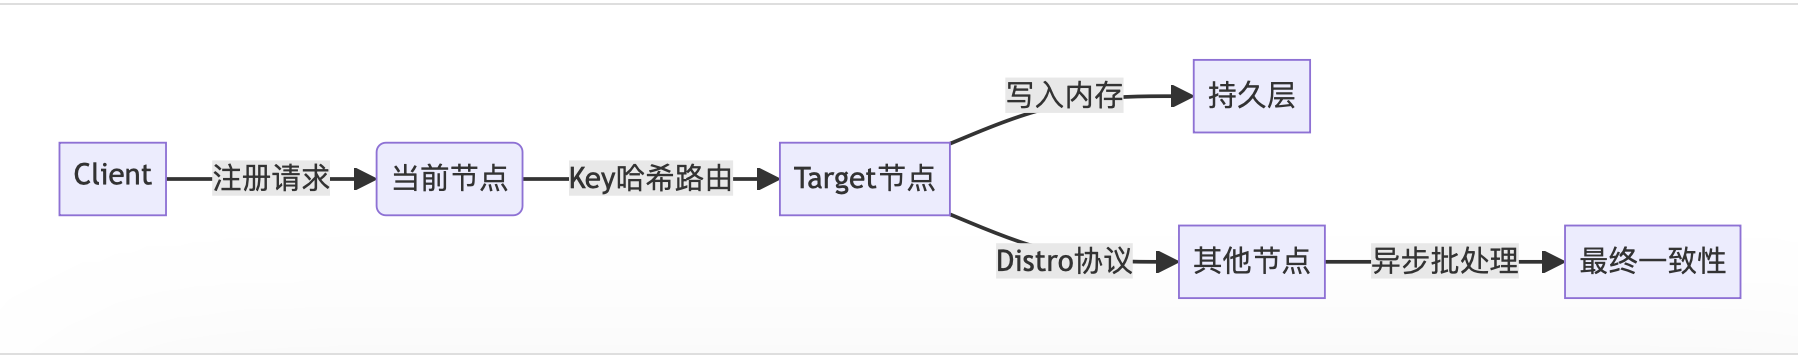 Client
注册请求
当前节点
Key哈希路由
Target节点
写入内存
持久层
Distro协议
其他节点
异步批处理
最终一致性